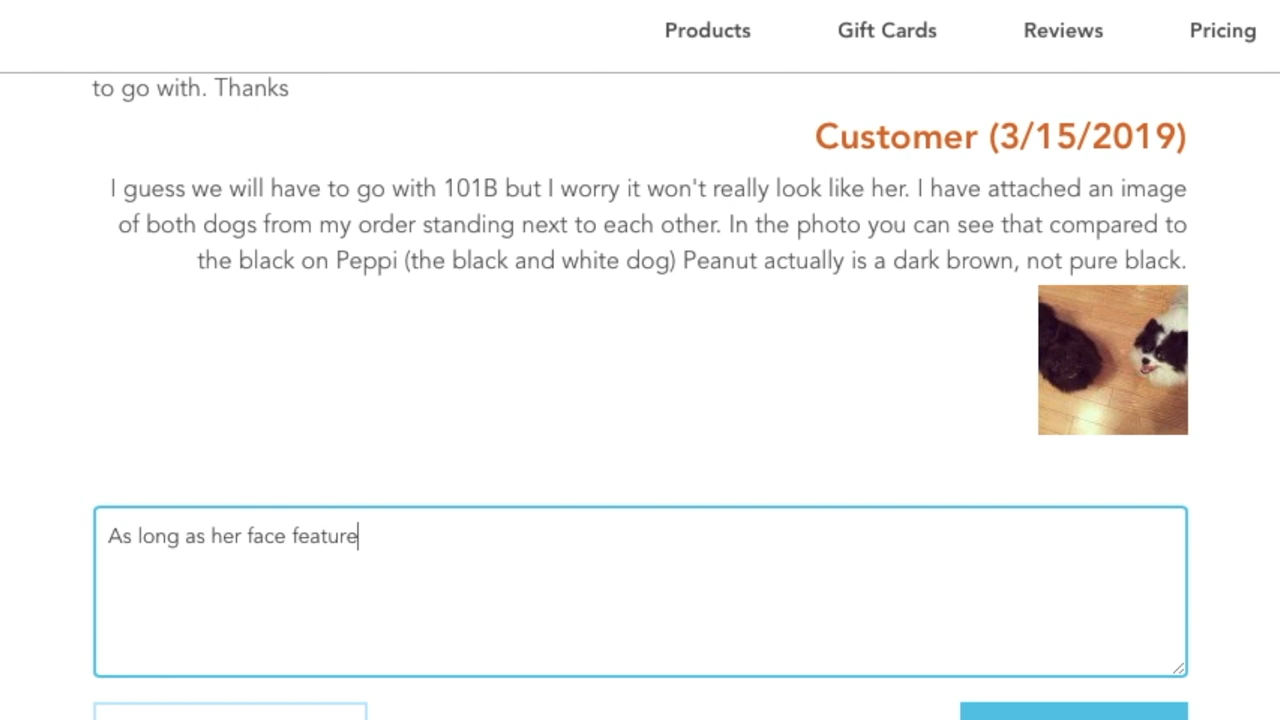 Products Gift Cards Reviews Pricing
to go with. Thanks
Customer (3/15/2019)
I guess we will have to go with 101B but I worry it won't really look like her. I have attached an image
of both dogs from my order standing next to each other. In the photo you can see that compared to
the black on Peppi (the black and white dog) Peanut actually is a dark brown, not pure black.
As long as her face feature